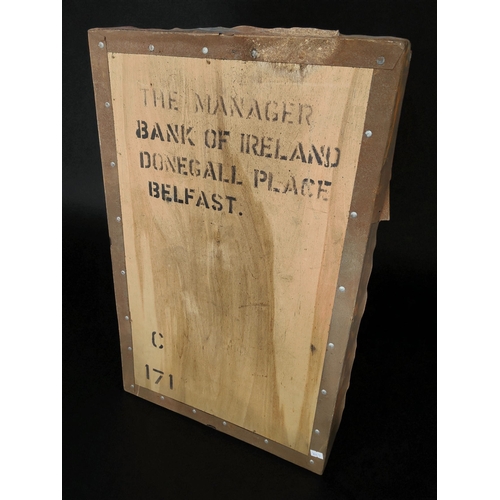 THE MANAGER
BANK OF IRELAND
DONEGALL PLACE
BELFAST.
C
171